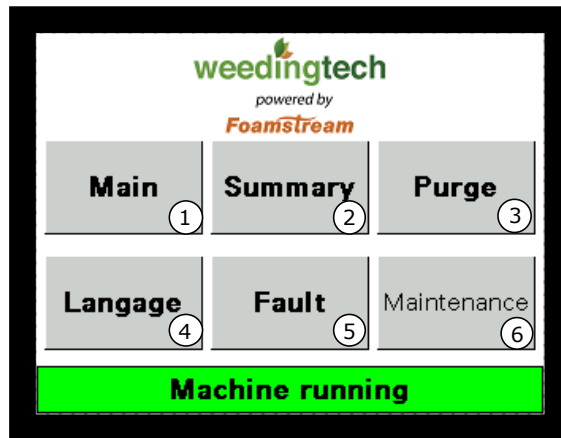 weedingtech
powered by
Foamstream
Main
1
Summary
2
Purge
3
Langage
4
Fault
5
Maintenance
6
Machine running